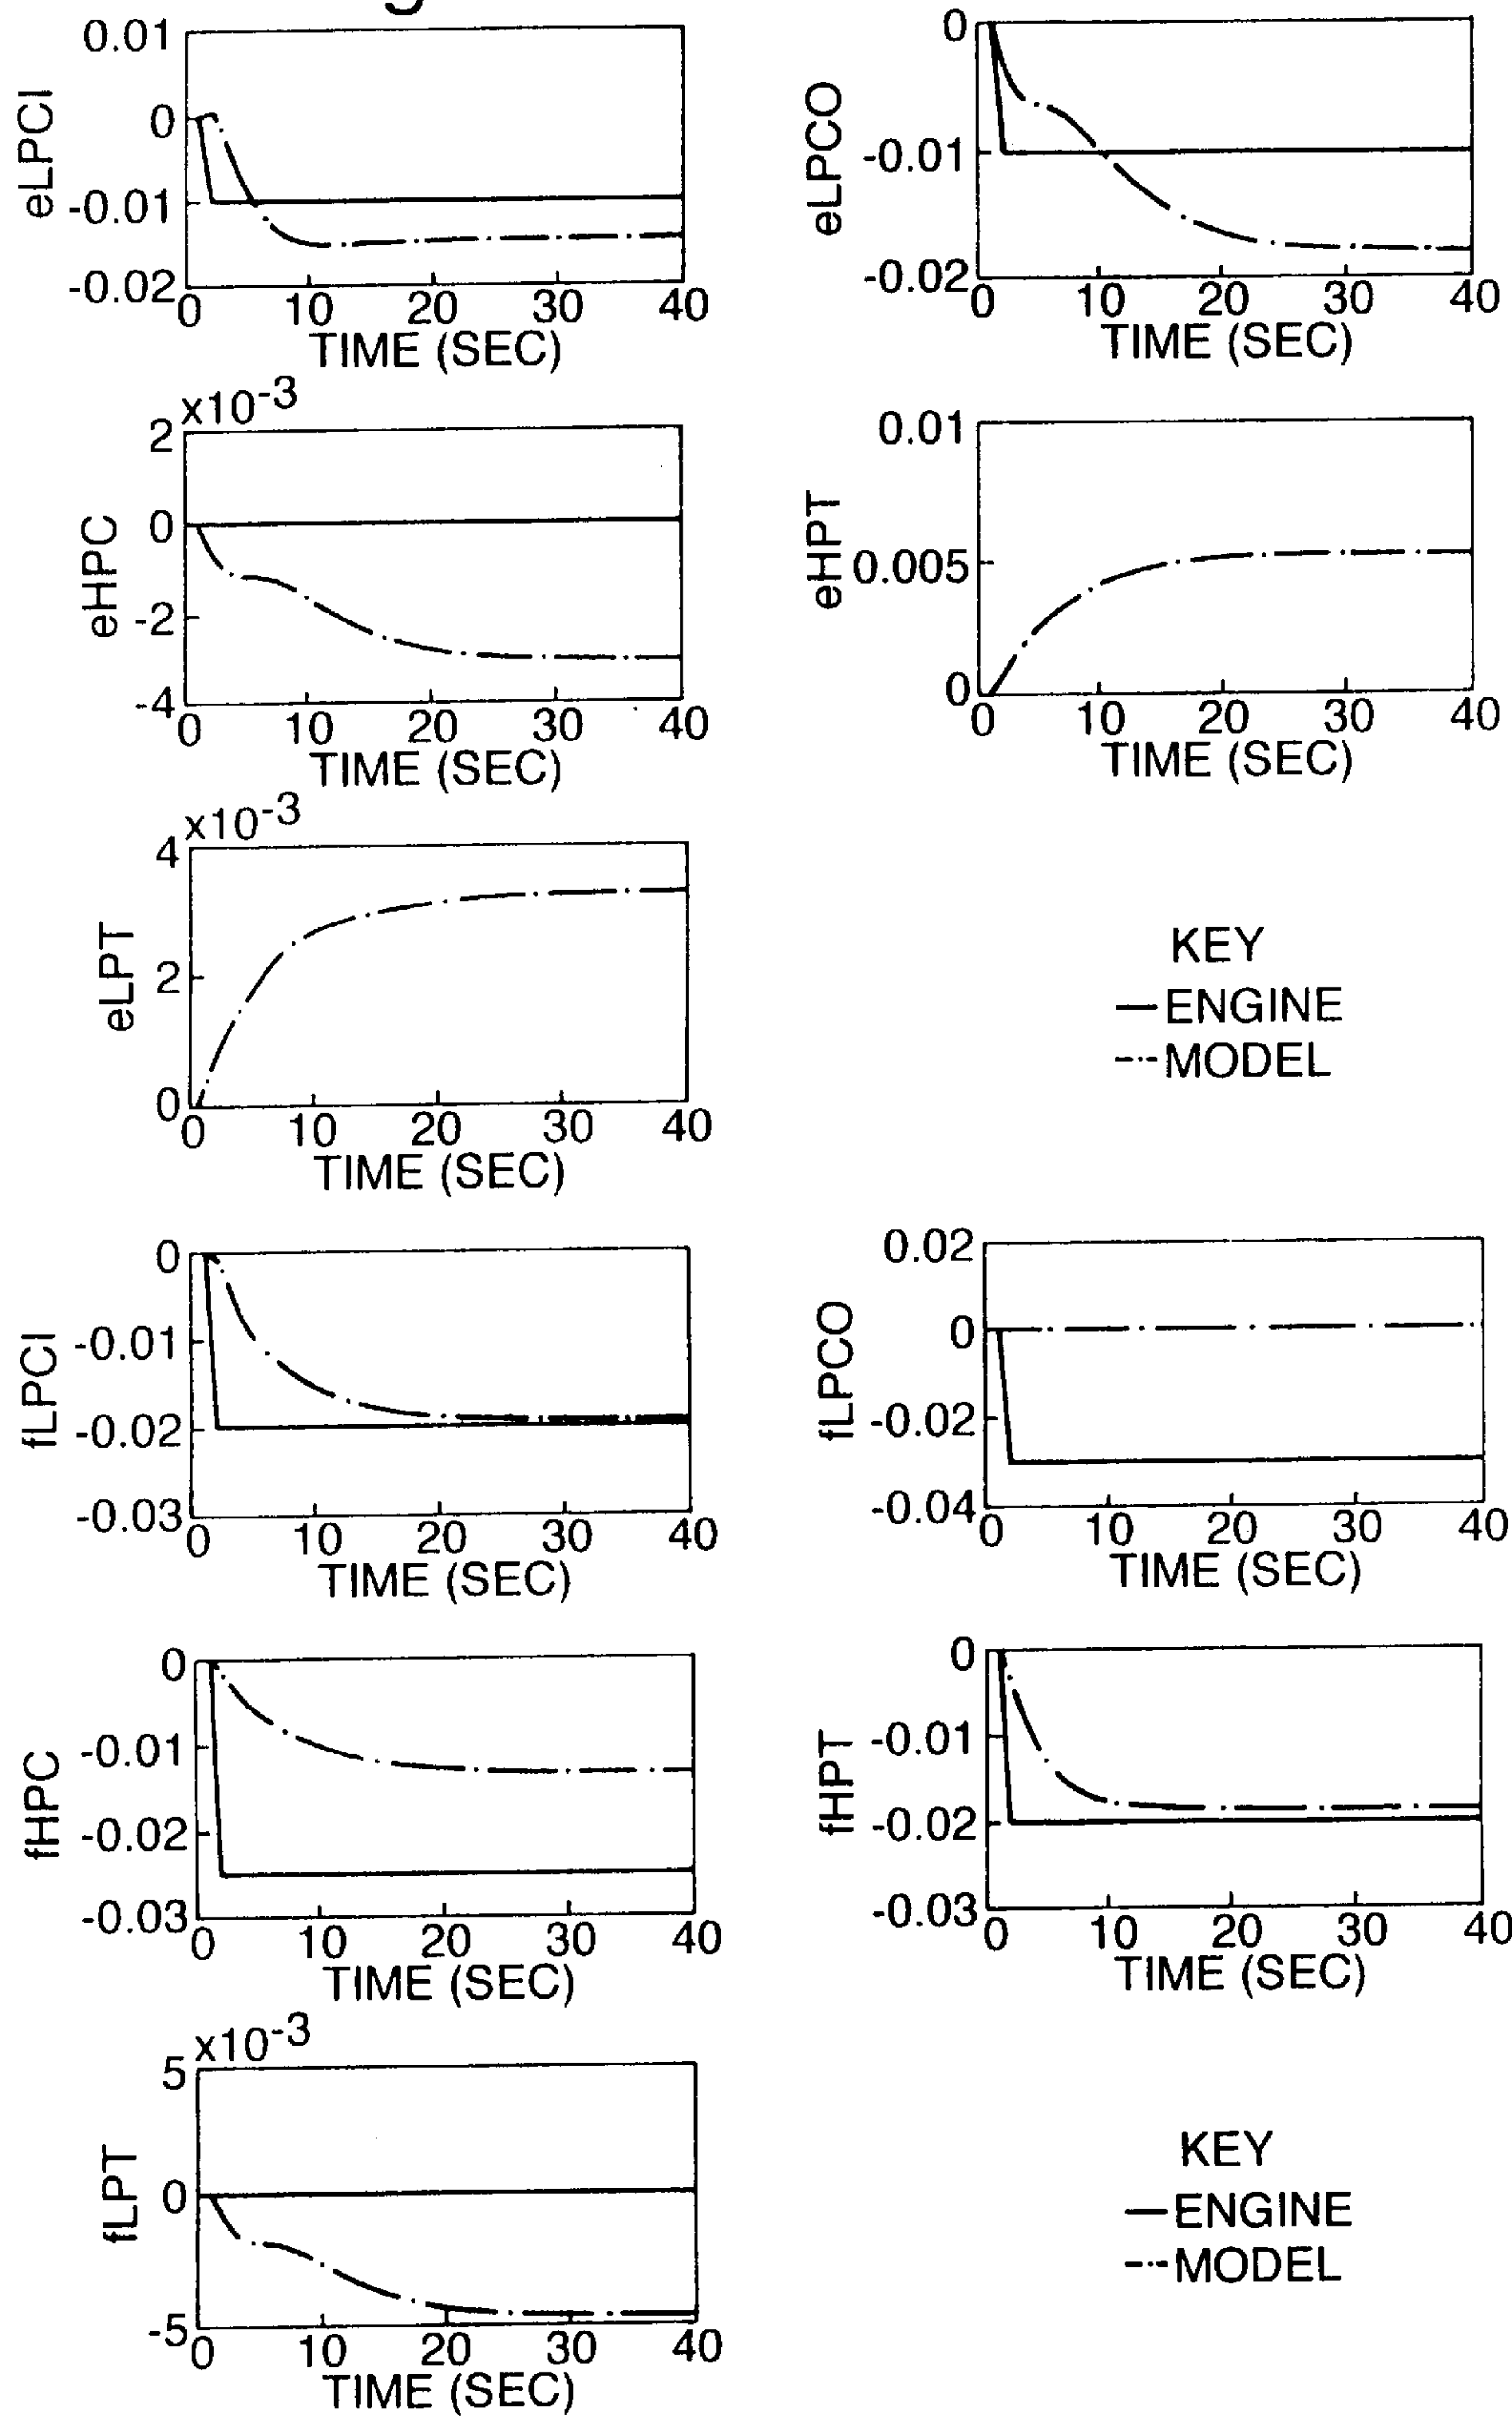 g
0.01
0
-0.01
-0.02
eLPCI
0 10 20 30 40
TIME (SEC)
0
-0.01
-0.02
eLPCO
0 10 20 30 40
TIME (SEC)
x10-3
2
0
-2
-4
eHPC
0 10 20 30 40
TIME (SEC)
0.01
0.005
0
eHPT
0 10 20 30 40
TIME (SEC)
x10-3
4
2
0
eLPT
0 10 20 30 40
TIME (SEC)
KEY
ENGINE
MODEL
0
-0.01
-0.02
-0.03
fLPCI
0 10 20 30 40
TIME (SEC)
0.02
0
-0.02
-0.04
fLPCO
0 10 20 30 40
TIME (SEC)
0
-0.01
-0.02
-0.03
fHPC
0 10 20 30 40
TIME (SEC)
0
-0.01
-0.02
-0.03
fHPT
0 10 20 30 40
TIME (SEC)
x10-3
5
0
-5
fLPT
0 10 20 30 40
TIME (SEC)
KEY
ENGINE
MODEL